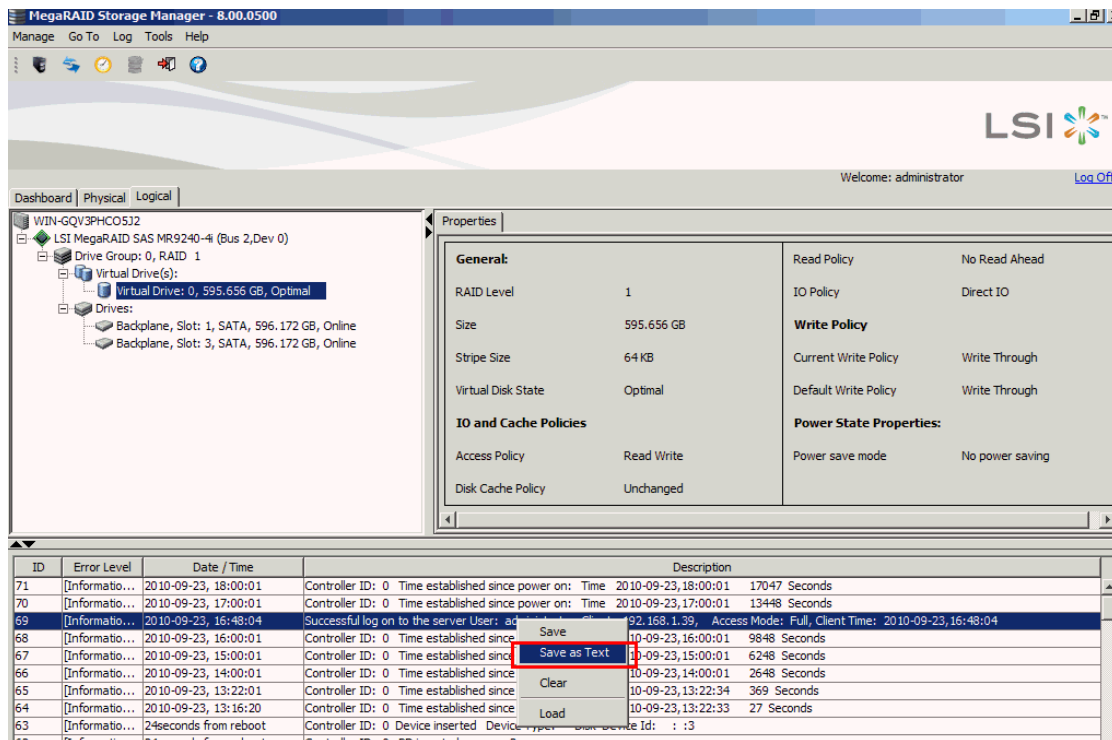 MegaRAID Storage Manager - 8.00.0500
Manage Go To Log Tools Help
LSI
Welcome: administrator
Log Off
Dashboard Physical Logical
WIN-GQV3PHCO5J2
LSI MegaRAID SAS MR9240-4i (Bus 2,Dev 0)
Drive Group: 0, RAID 1
Virtual Drive(s):
Virtual Drive: 0, 595.656 GB, Optimal
Drives:
Backplane, Slot: 1, SATA, 596.172 GB, Online
Backplane, Slot: 3, SATA, 596.172 GB, Online
Properties
General:
RAID Level 1
Size 595.656 GB
Stripe Size 64 KB
Virtual Disk State Optimal
IO and Cache Policies
Access Policy Read Write
Disk Cache Policy Unchanged
Read Policy No Read Ahead
IO Policy Direct IO
Write Policy
Current Write Policy Write Through
Default Write Policy Write Through
Power State Properties:
Power save mode No power saving
ID Error Level Date / Time Description
71 [Informatio... 2010-09-23, 18:00:01 Controller ID: 0 Time established since power on: Time 2010-09-23,18:00:01 17047 Seconds
70 [Informatio... 2010-09-23, 17:00:01 Controller ID: 0 Time established since power on: Time 2010-09-23,17:00:01 13448 Seconds
69 [Informatio... 2010-09-23, 16:48:04 Successful log on to the server User: 92.168.1.39, Access Mode: Full, Client Time: 2010-09-23,16:48:04
68 [Informatio... 2010-09-23, 16:00:01 Controller ID: 0 Time established since 10-09-23,16:00:01 9848 Seconds
67 [Informatio... 2010-09-23, 15:00:01 Controller ID: 0 Time established since 10-09-23,15:00:01 6248 Seconds
66 [Informatio... 2010-09-23, 14:00:01 Controller ID: 0 Time established since 10-09-23,14:00:01 2648 Seconds
65 [Informatio... 2010-09-23, 13:22:01 Controller ID: 0 Time established since 10-09-23,13:22:34 369 Seconds
64 [Informatio... 2010-09-23, 13:16:20 Controller ID: 0 Time established since 10-09-23,13:22:33 27 Seconds
63 [Informatio... 24seconds from reboot Controller ID: 0 Device inserted Device Id: : :3
Save
Save as Text
Clear
Load